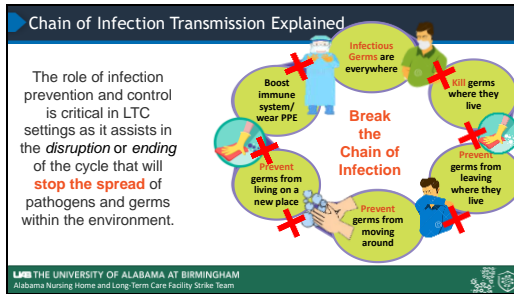 Chain of Infection Transmission Explained
The role of infection
prevention and control
is critical in LTC
settings as it assists in
the disruption or ending
of the cycle that will
stop the spread of
pathogens and germs
within the environment.
Infectious
Germs are
everywhere
Kill germs
where they
live
Prevent
germs from
leaving
where they
live
Prevent
germs from
moving
around
Prevent
germs from
living on a
new place
Boost
immune
system/
wear PPE
Break
the
Chain of
Infection
UAB THE UNIVERSITY OF ALABAMA AT BIRMINGHAM
Alabama Nursing Home and Long-Term Care Facility Strike Team